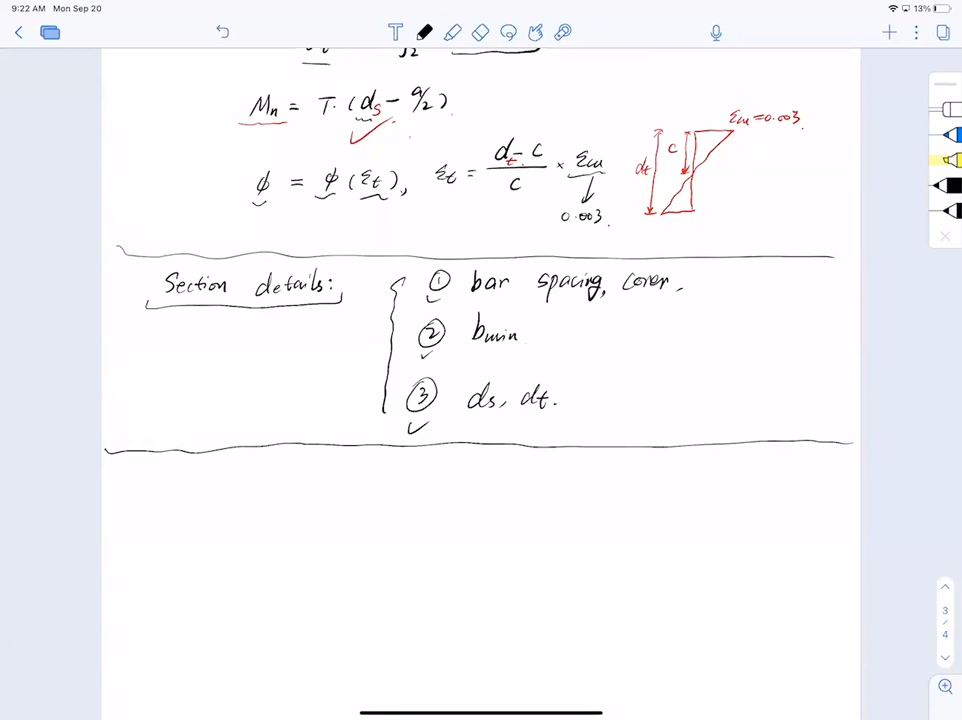 9:22 AM Mon Sep 20
13%
Mn = T. (ds - a/2)
εcu = 0.003.
φ = φ (εt), εt = dt - c / c × εcu
c
dt
0.003.
Section details:
① bar spacing, cover,
② bmin
③ ds, dt.
3
/
4